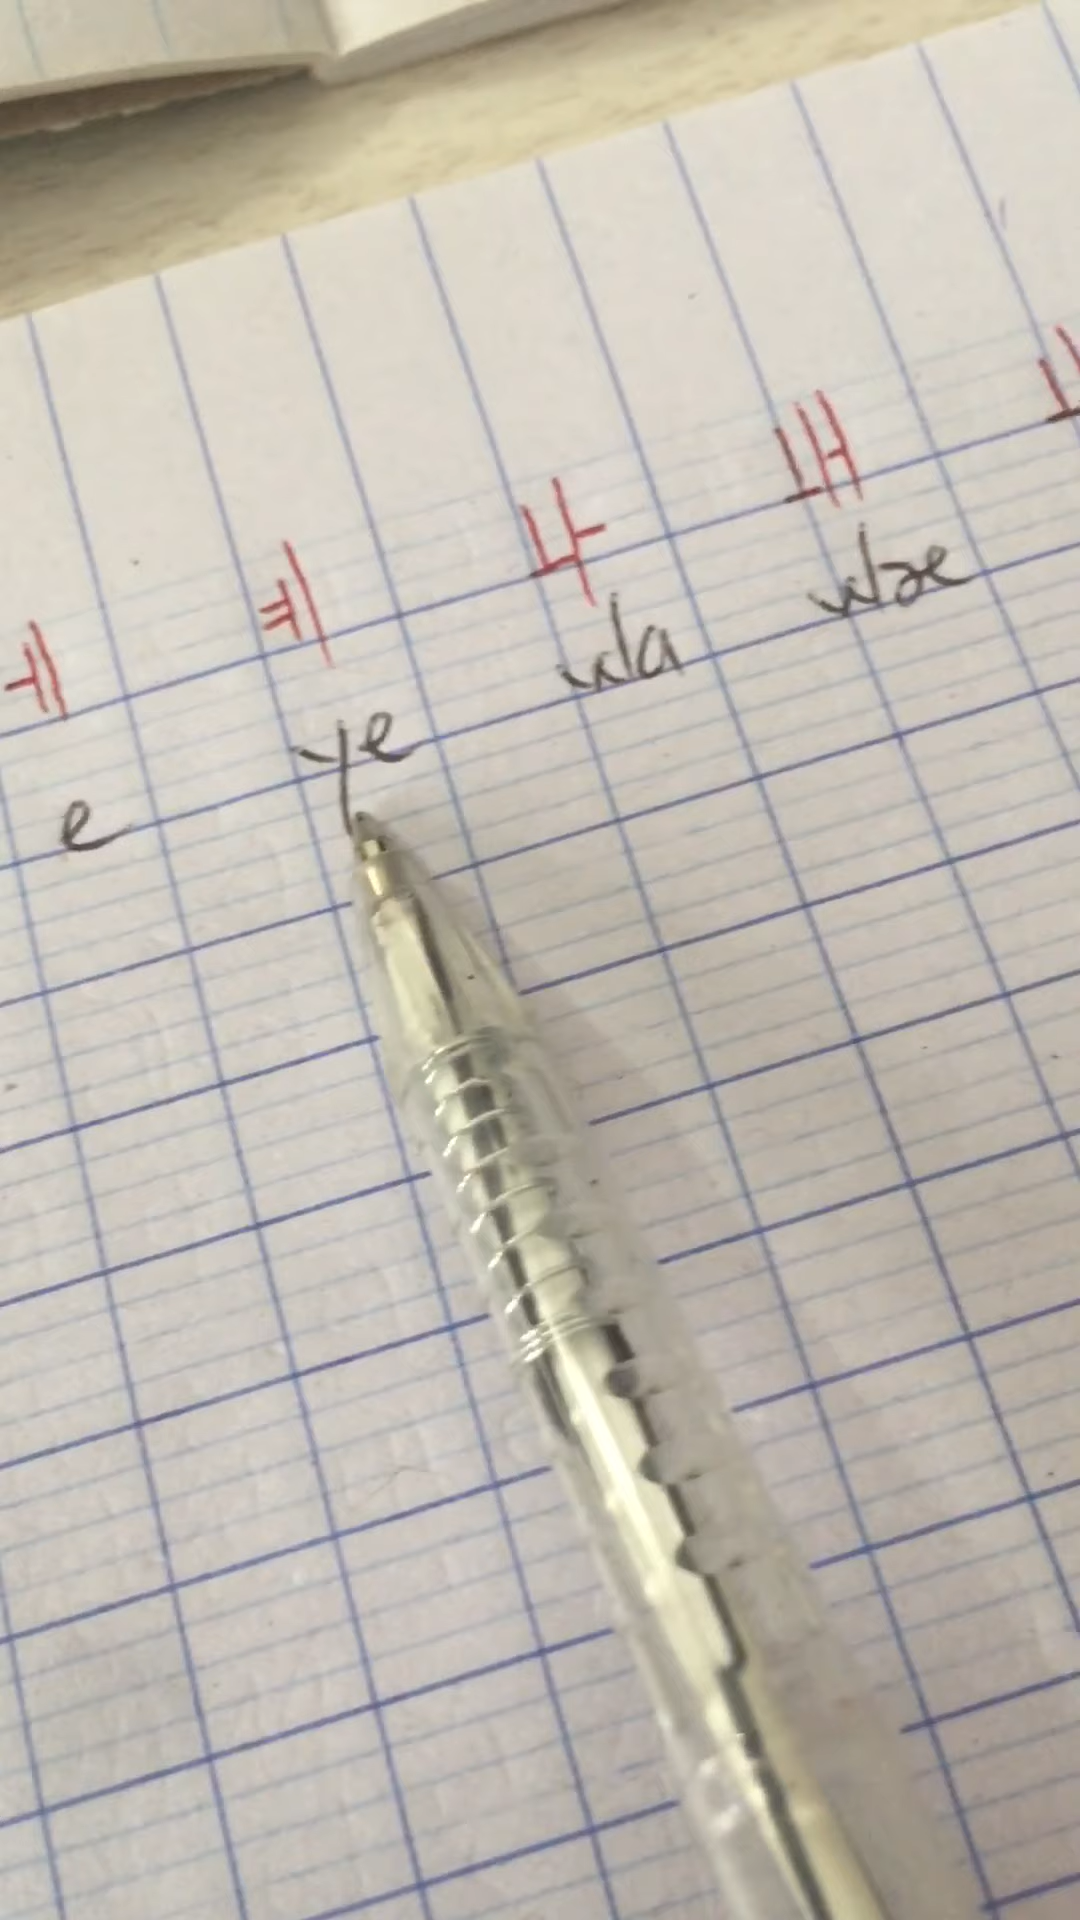 ㅔ ㅖ ㅘ ㅙ
e ye wa wae